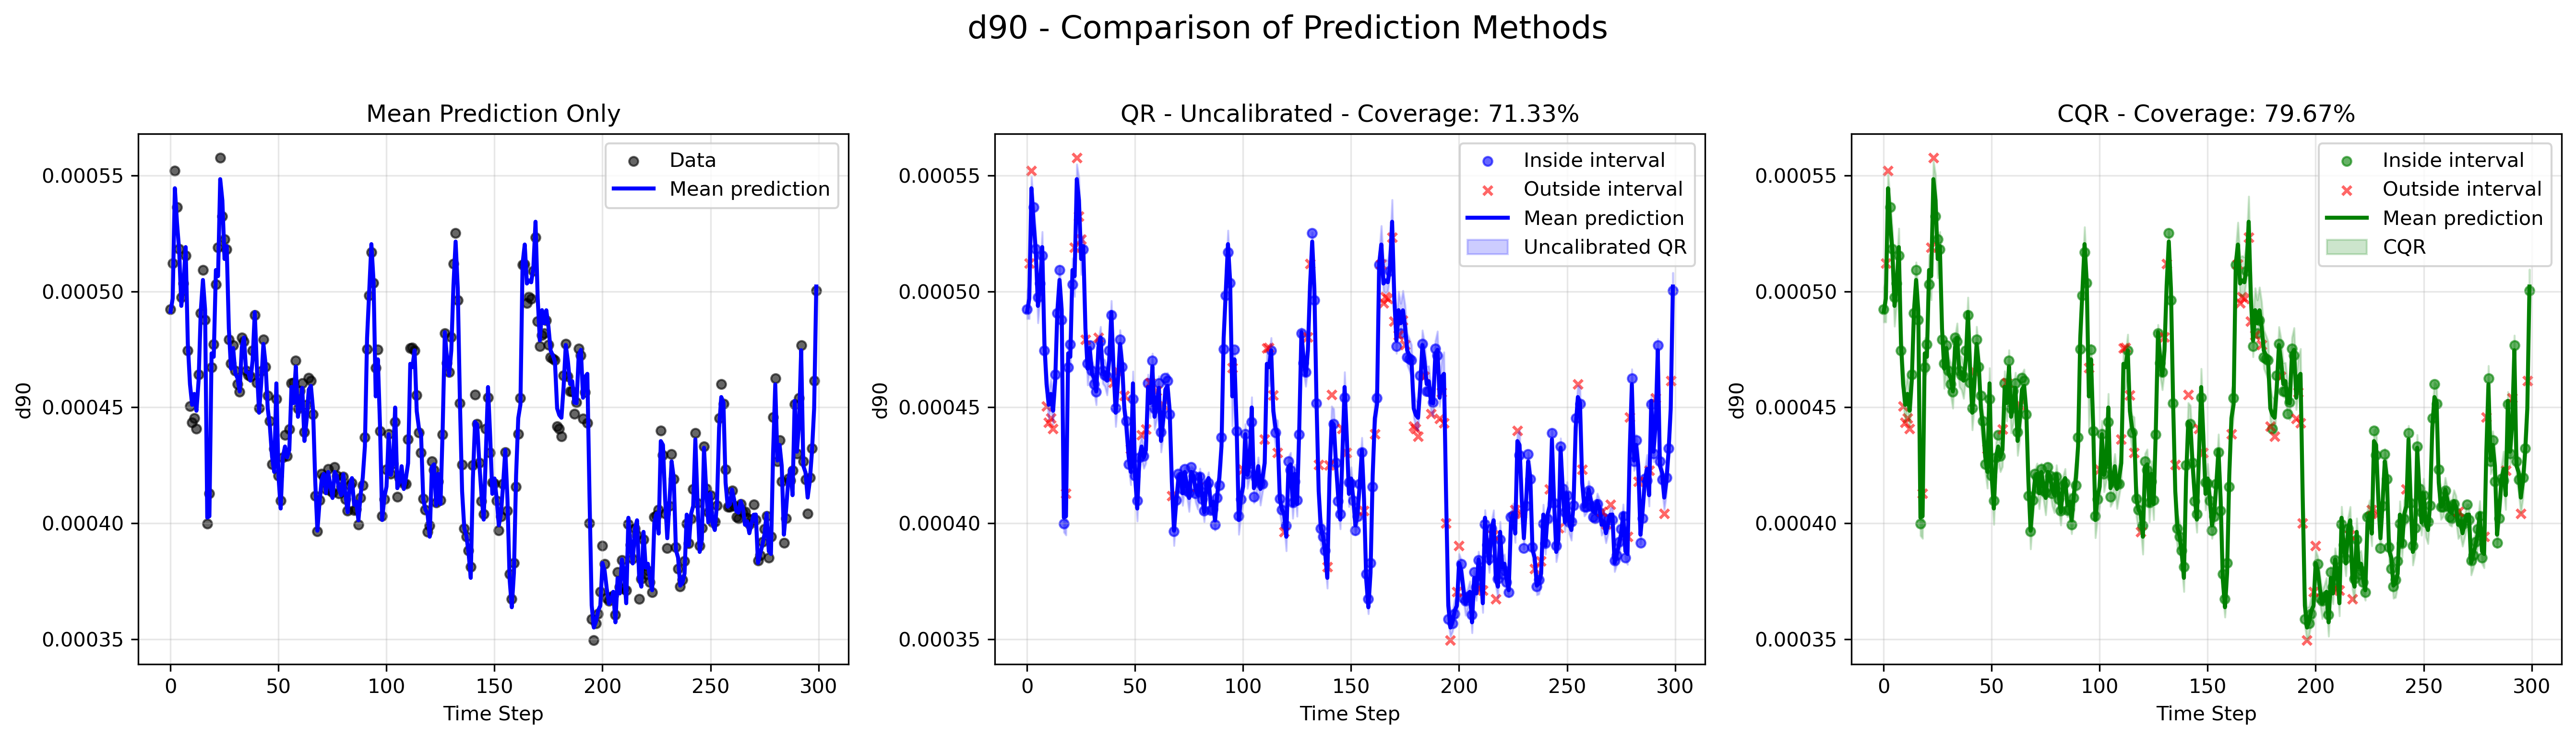 d90 - Comparison of Prediction Methods
Mean Prediction Only
Data
Mean prediction
0.00055
0.00050
0.00045
0.00040
0.00035
d90
0 50 100 150 200 250 300
Time Step
QR - Uncalibrated - Coverage: 71.33%
Inside interval
Outside interval
Mean prediction
Uncalibrated QR
0.00055
0.00050
0.00045
0.00040
0.00035
d90
0 50 100 150 200 250 300
Time Step
CQR - Coverage: 79.67%
Inside interval
Outside interval
Mean prediction
CQR
0.00055
0.00050
0.00045
0.00040
0.00035
d90
0 50 100 150 200 250 300
Time Step